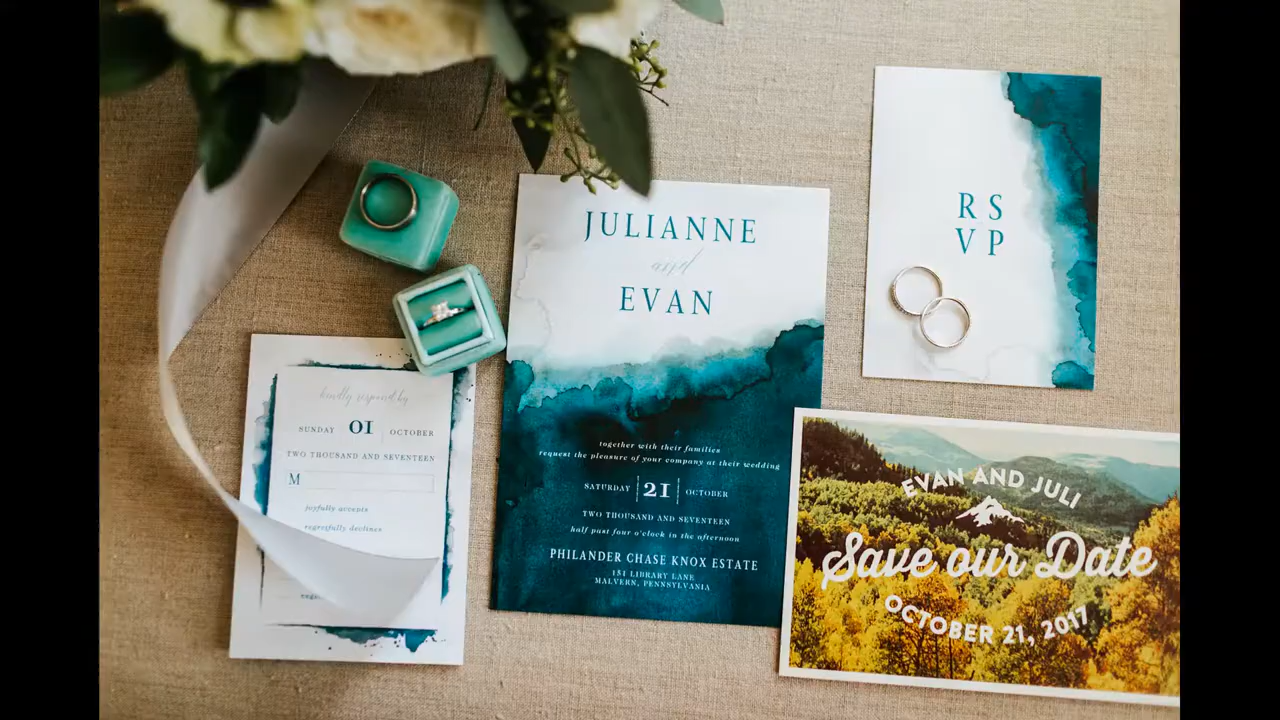 JULIANNE
and
EVAN
together with their families
request the pleasure of your company at their wedding
SATURDAY 21 OCTOBER
TWO THOUSAND AND SEVENTEEN
half past four o'clock in the afternoon
PHILANDER CHASE KNOX ESTATE
151 LIBRARY LANE
MALVERN, PENNSYLVANIA
RS
VP
kindly respond by
SUNDAY 01 OCTOBER
TWO THOUSAND AND SEVENTEEN
M
joyfully accepts
regretfully declines
EVAN AND JULI
Save our Date
OCTOBER 21, 2017